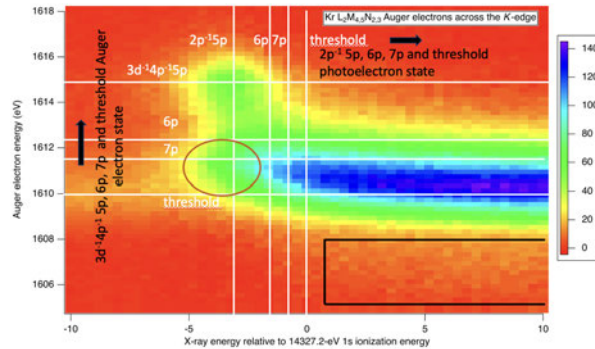 Kr L₂M₄,₅N₂,₃ Auger electrons across the K-edge
2p⁻¹5p 6p 7p threshold
2p⁻¹ 5p, 6p, 7p and threshold
photoelectron state
3d⁻¹4p⁻¹5p
6p
7p
threshold
3d⁻¹4p⁻¹ 5p, 6p, 7p and threshold Auger
electron state
Auger electron energy (eV)
1618
1616
1614
1612
1610
1608
1606
-10 -5 0 5 10
X-ray energy relative to 14327.2-eV 1s ionization energy
140
120
100
80
60
40
20
0